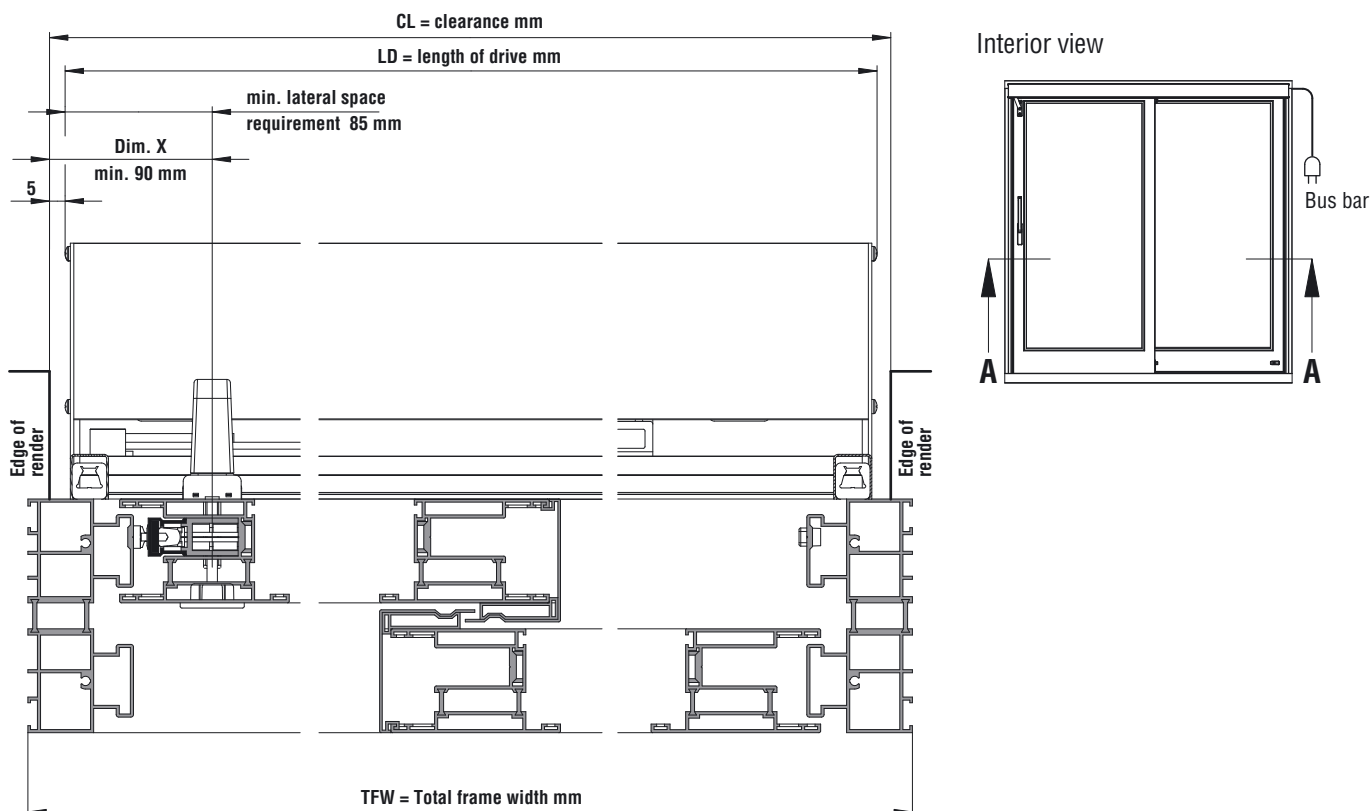 CL = clearance mm
LD = length of drive mm
min. lateral space
requirement 85 mm
Dim. X
min. 90 mm
5
Edge of
render
Edge of
render
TFW = Total frame width mm
Interior view
Bus bar
A
A